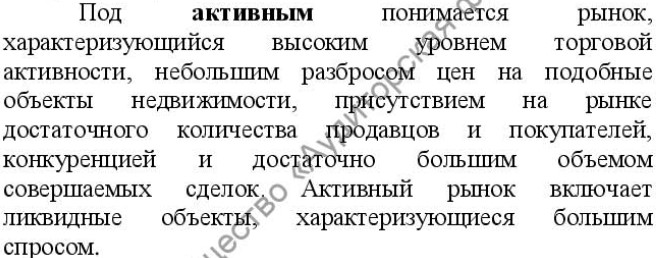 Под активным понимается рынок,
характеризующийся высоким уровнем торговой
активности, небольшим разбросом цен на подобные
объекты недвижимости, присутствием на рынке
достаточного количества продавцов и покупателей,
конкуренцией и достаточно большим объемом
совершаемых сделок. Активный рынок включает
ликвидные объекты, характеризующиеся большим
спросом.
«Аудиторская